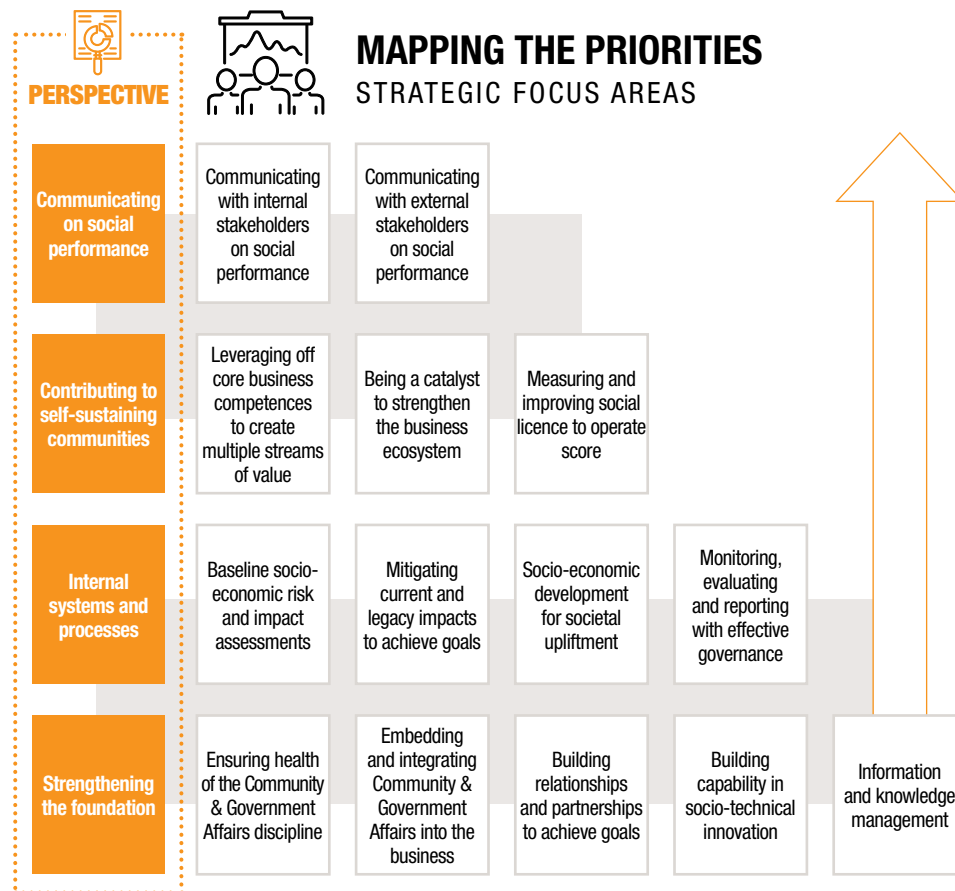 PERSPECTIVE
MAPPING THE PRIORITIES
STRATEGIC FOCUS AREAS
Communicating
on social
performance
Communicating
with internal
stakeholders
on social
performance
Communicating
with external
stakeholders
on social
performance
Contributing to
self-sustaining
communities
Leveraging off
core business
competences
to create
multiple streams
of value
Being a catalyst
to strengthen
the business
ecosystem
Measuring and
improving social
licence to operate
score
Internal
systems and
processes
Baseline socio-
economic risk
and impact
assessments
Mitigating
current and
legacy impacts
to achieve goals
Socio-economic
development
for societal
upliftment
Monitoring,
evaluating
and reporting
with effective
governance
Strengthening
the foundation
Ensuring health
of the Community
& Government
Affairs discipline
Embedding
and integrating
Community &
Government
Affairs into the
business
Building
relationships
and partnerships
to achieve goals
Building
capability in
socio-technical
innovation
Information
and knowledge
management